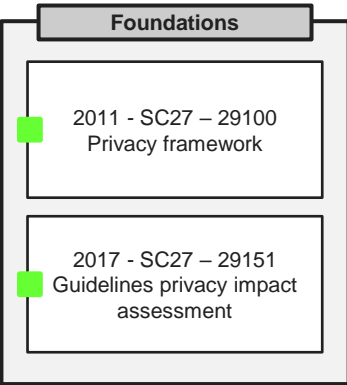 Foundations
2011 - SC27 – 29100
Privacy framework
2017 - SC27 – 29151
Guidelines privacy impact
assessment